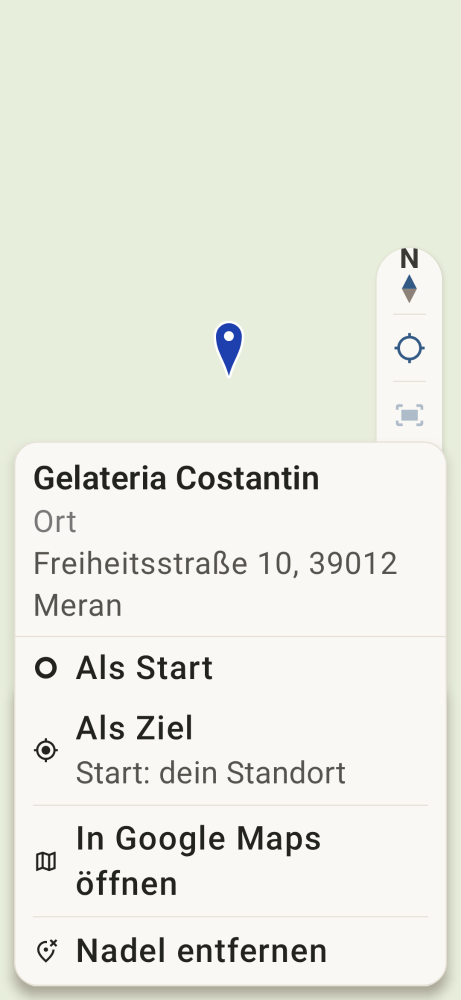 N
Gelateria Costantin
Ort
Freiheitsstraße 10, 39012
Meran
Als Start
Als Ziel
Start: dein Standort
In Google Maps
öffnen
Nadel entfernen